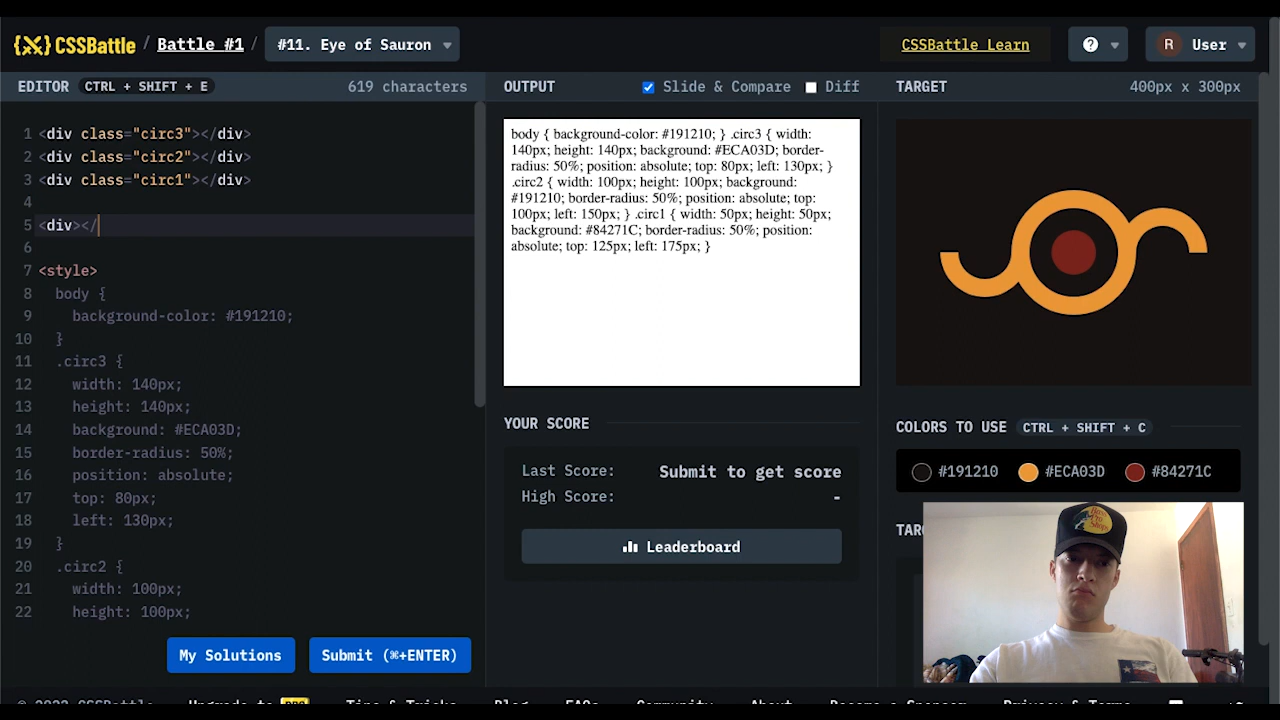 {X} CSSBattle / Battle #1 / #11. Eye of Sauron
CSSBattle Learn
? R User
EDITOR CTRL + SHIFT + E 619 characters
1 <div class="circ3"></div>
2 <div class="circ2"></div>
3 <div class="circ1"></div>
4
5 <div></
6
7 <style>
8 body {
9 background-color: #191210;
10 }
11 .circ3 {
12 width: 140px;
13 height: 140px;
14 background: #ECA03D;
15 border-radius: 50%;
16 position: absolute;
17 top: 80px;
18 left: 130px;
19 }
20 .circ2 {
21 width: 100px;
22 height: 100px;
My Solutions Submit (⌘+ENTER)
OUTPUT Slide & Compare Diff
body { background-color: #191210; } .circ3 { width:
140px; height: 140px; background: #ECA03D; border-
radius: 50%; position: absolute; top: 80px; left: 130px; }
.circ2 { width: 100px; height: 100px; background:
#191210; border-radius: 50%; position: absolute; top:
100px; left: 150px; } .circ1 { width: 50px; height: 50px;
background: #84271C; border-radius: 50%; position:
absolute; top: 125px; left: 175px; }
YOUR SCORE
Last Score: Submit to get score
High Score: -
Leaderboard
TARGET 400px x 300px
COLORS TO USE CTRL + SHIFT + C
#191210 #ECA03D #84271C
Bass
Pro
Shops